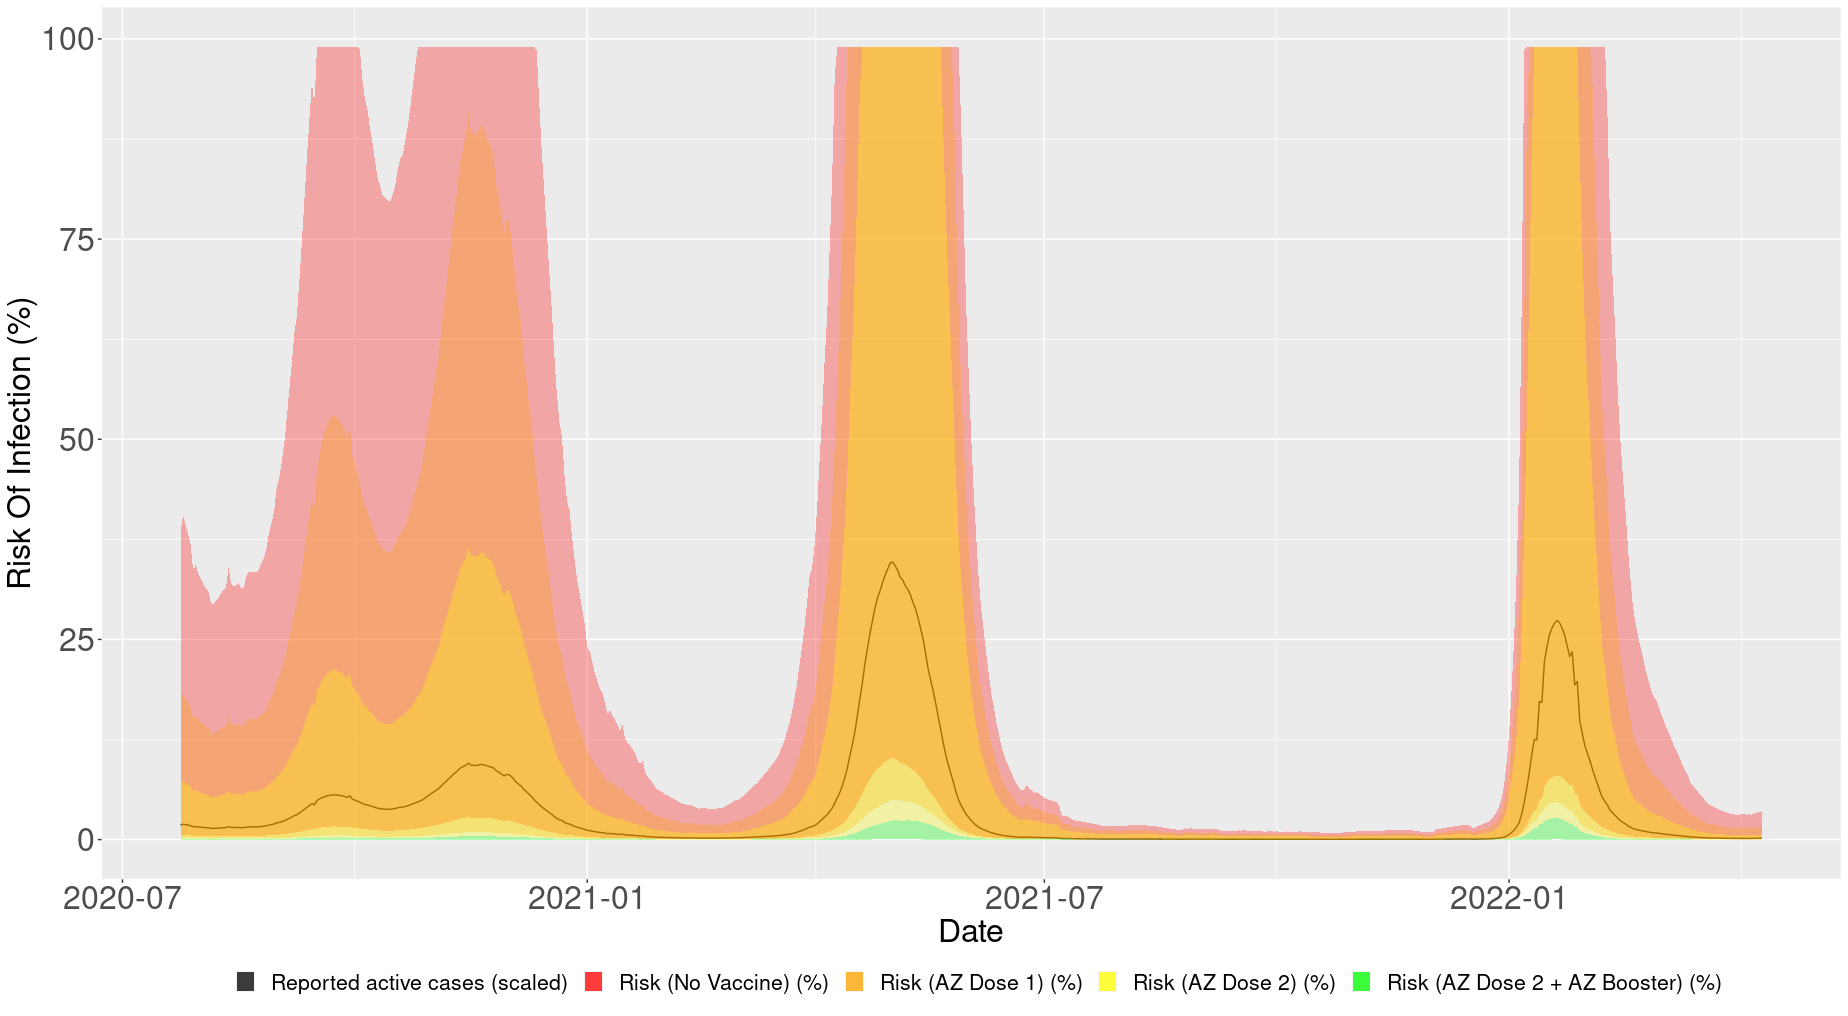 100
75
50
25
0
Risk Of Infection (%)
2020-07 2021-01 2021-07 2022-01
Date
Reported active cases (scaled) Risk (No Vaccine) (%) Risk (AZ Dose 1) (%) Risk (AZ Dose 2) (%) Risk (AZ Dose 2 + AZ Booster) (%)